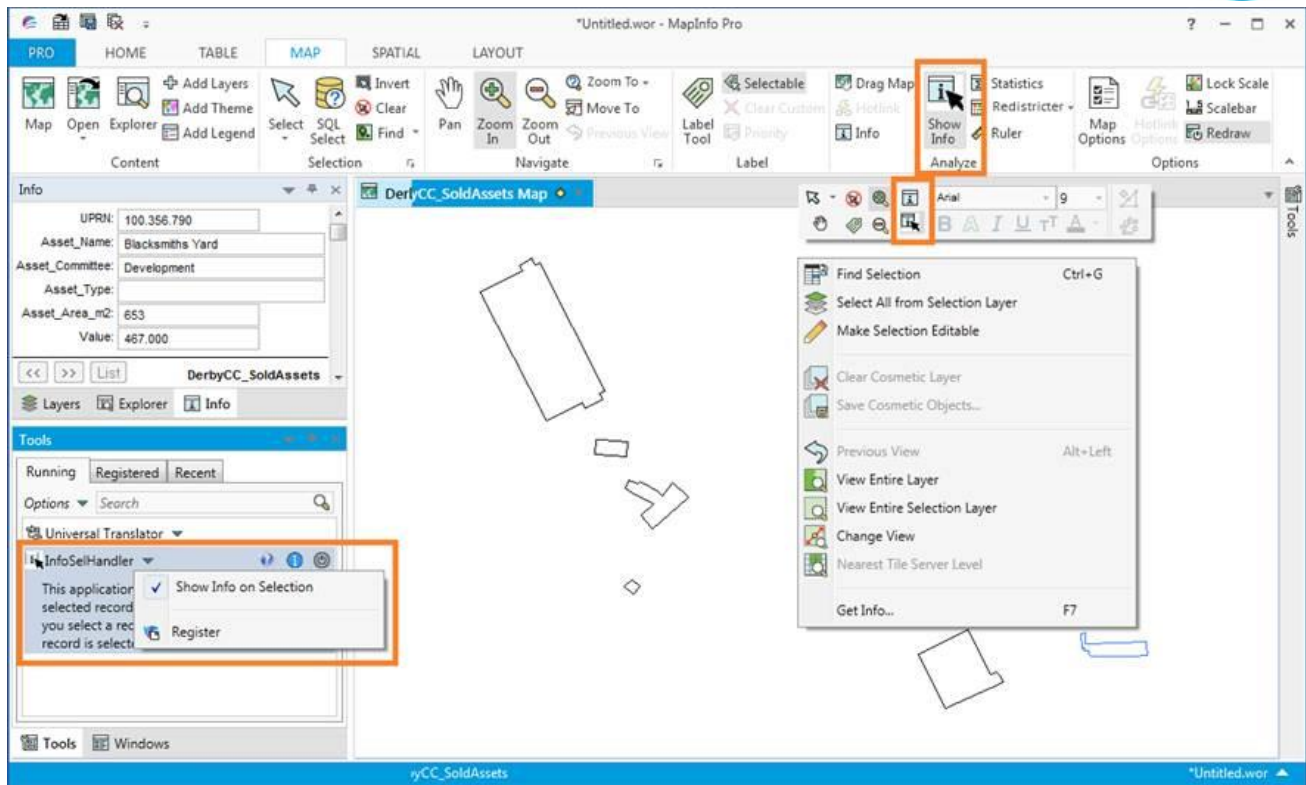 *Untitled.wor - MapInfo Pro
PRO HOME TABLE MAP SPATIAL LAYOUT
Map Open Explorer Add Layers Add Theme Add Legend
Content
Select SQL Select Invert Clear Find
Selection
Pan Zoom In Zoom Out Zoom To Move To Previous View
Navigate
Label Tool Selectable Clear Custom Priority
Label
Drag Map Hotlink Info Show Info Statistics Redistricter Ruler
Analyze
Map Options Hotlink Options Lock Scale Scalebar Redraw
Options
Info
UPRN: 100.356.790
Asset_Name: Blacksmiths Yard
Asset_Committee: Development
Asset_Type:
Asset_Area_m2: 653
Value: 467.000
<< >> List DerbyCC_SoldAssets
Layers Explorer Info
Tools
Running Registered Recent
Options Search
Universal Translator
InfoSelHandler
This application
selected record
you select a rec
record is selecte
Show Info on Selection
Register
Tools Windows
DerbyCC_SoldAssets Map
Arial 9
B A I U TT A
Find Selection Ctrl+G
Select All from Selection Layer
Make Selection Editable
Clear Cosmetic Layer
Save Cosmetic Objects...
Previous View Alt+Left
View Entire Layer
View Entire Selection Layer
Change View
Nearest Tile Server Level
Get Info... F7
Tools
yCC_SoldAssets
*Untitled.wor